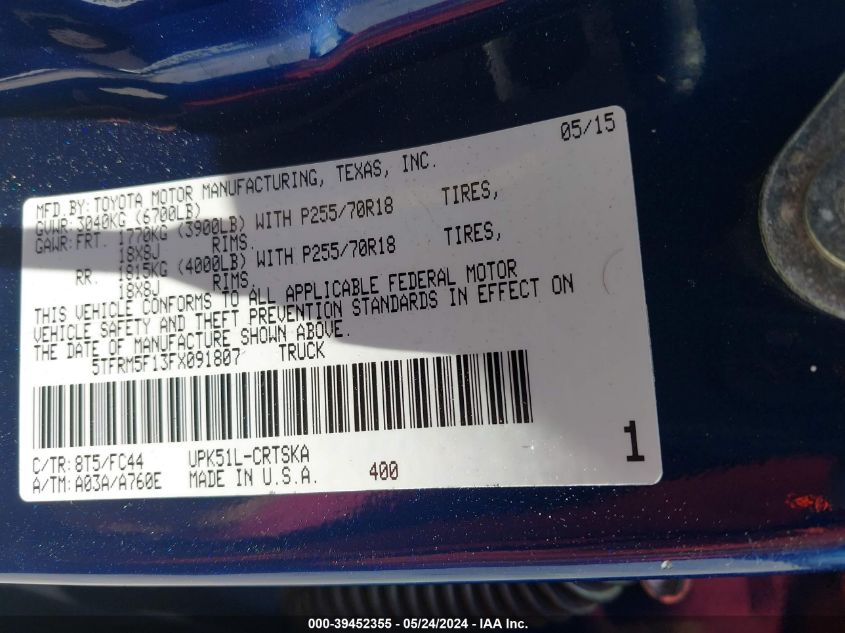 05/15
MFD.BY: TOYOTA MOTOR MANUFACTURING, TEXAS, INC.
GVWR: 3040KG (6700LB)
GAWR: FRT. 1770KG (3900LB) WITH P255/70R18 TIRES,
18X8J RIMS.
RR. 1815KG (4000LB) WITH P255/70R18 TIRES,
18X8J RIMS.
THIS VEHICLE CONFORMS TO ALL APPLICABLE FEDERAL MOTOR
VEHICLE SAFETY AND THEFT PREVENTION STANDARDS IN EFFECT ON
THE DATE OF MANUFACTURE SHOWN ABOVE.
5TFRM5F13FX091807 TRUCK
C/TR: 8T5/FC44 UPK51L-CRTSKA
A/TM: A03A/A760E MADE IN U.S.A. 400
1
000-39452355 — 05/24/2024 — IAA Inc.